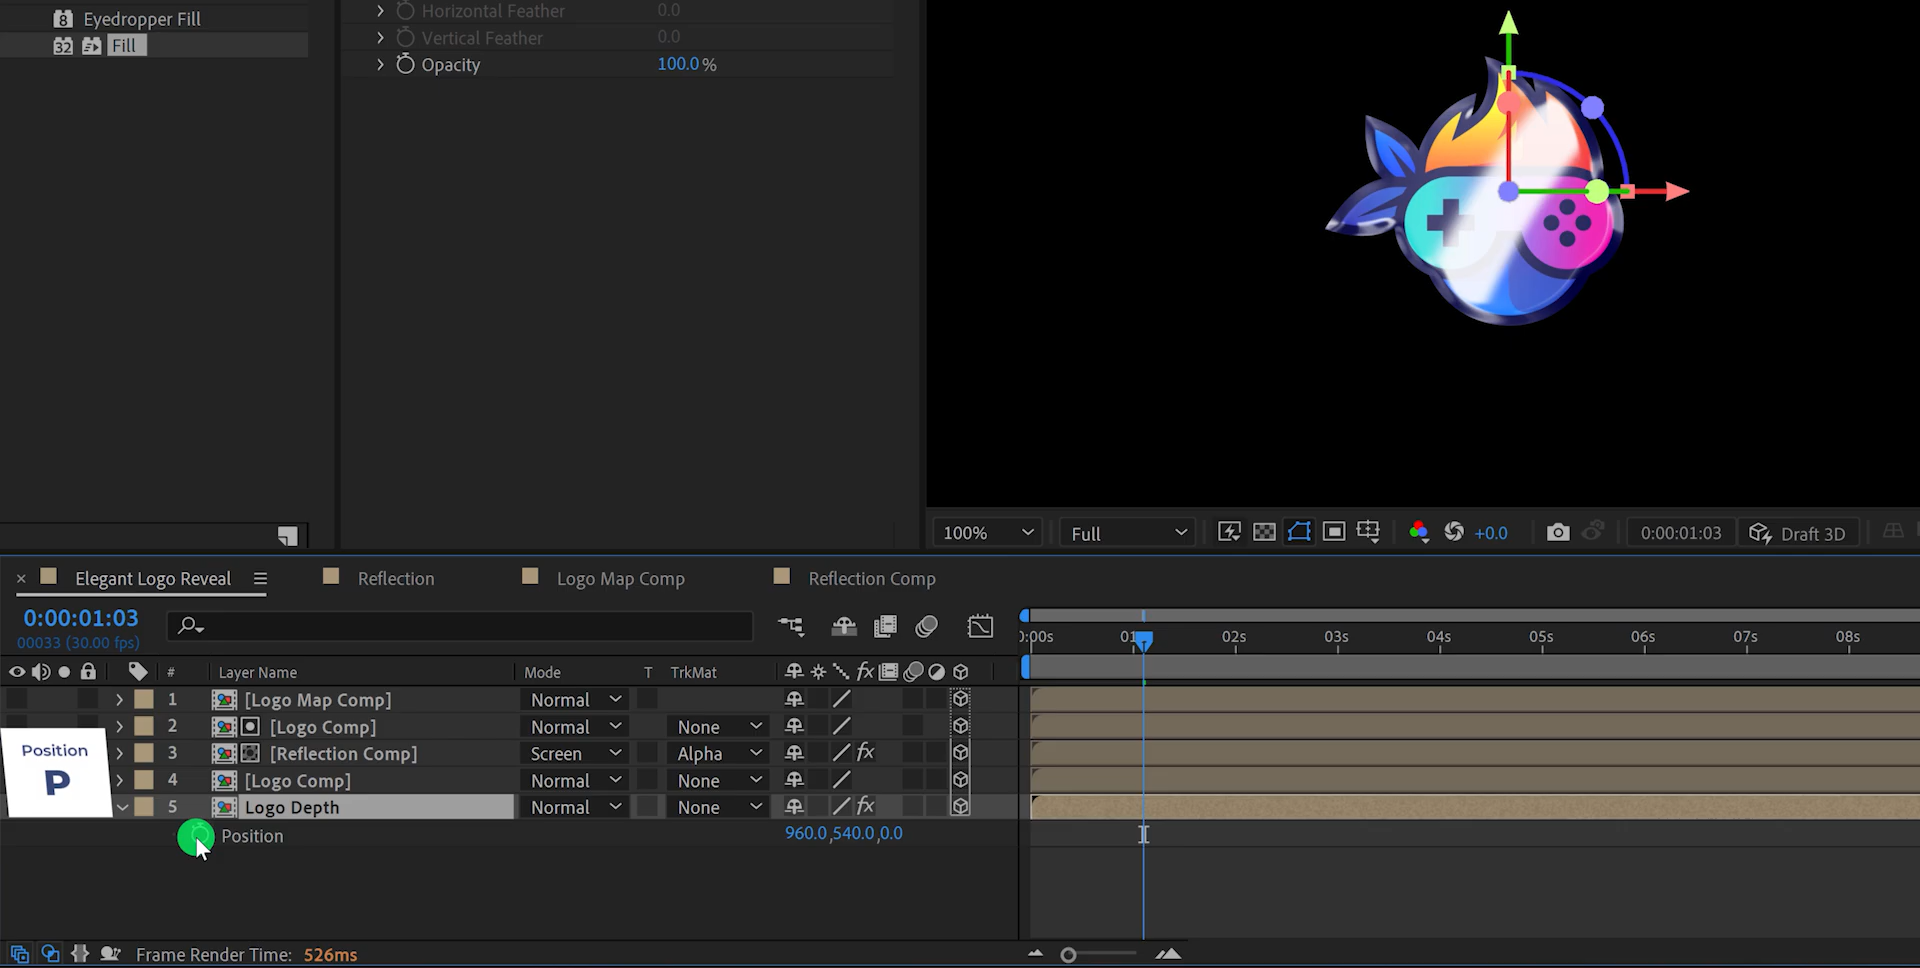 Eyedropper Fill
Fill
Horizontal Feather 0.0
Vertical Feather 0.0
Opacity 100.0 %
100% Full +0.0 0:00:01:03 Draft 3D
Elegant Logo Reveal Reflection Logo Map Comp Reflection Comp
0:00:01:03
00033 (30.00 fps)
0:00s 01 02s 03s 04s 05s 06s 07s 08s
# Layer Name Mode T TrkMat fx
1 [Logo Map Comp] Normal
2 [Logo Comp] Normal None
3 [Reflection Comp] Screen Alpha fx
4 [Logo Comp] Normal None
5 Logo Depth Normal None fx
Position
P
Position 960.0,540.0,0.0
Frame Render Time: 526ms